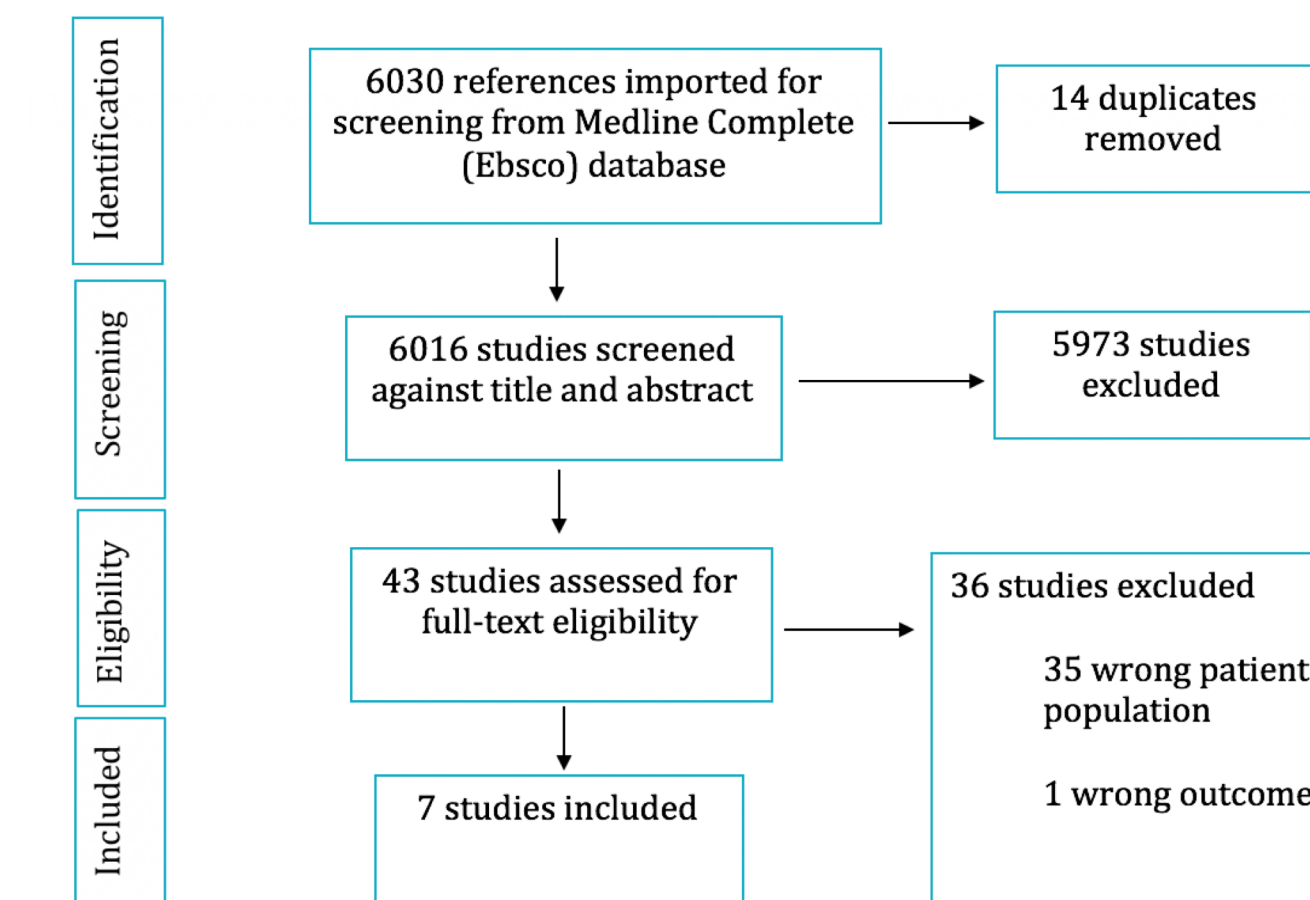 Identification
6030 references imported for
screening from Medline Complete
(Ebsco) database
14 duplicates
removed
Screening
6016 studies screened
against title and abstract
5973 studies
excluded
Eligibility
43 studies assessed for
full-text eligibility
36 studies excluded
35 wrong patient
population
1 wrong outcome
Included
7 studies included